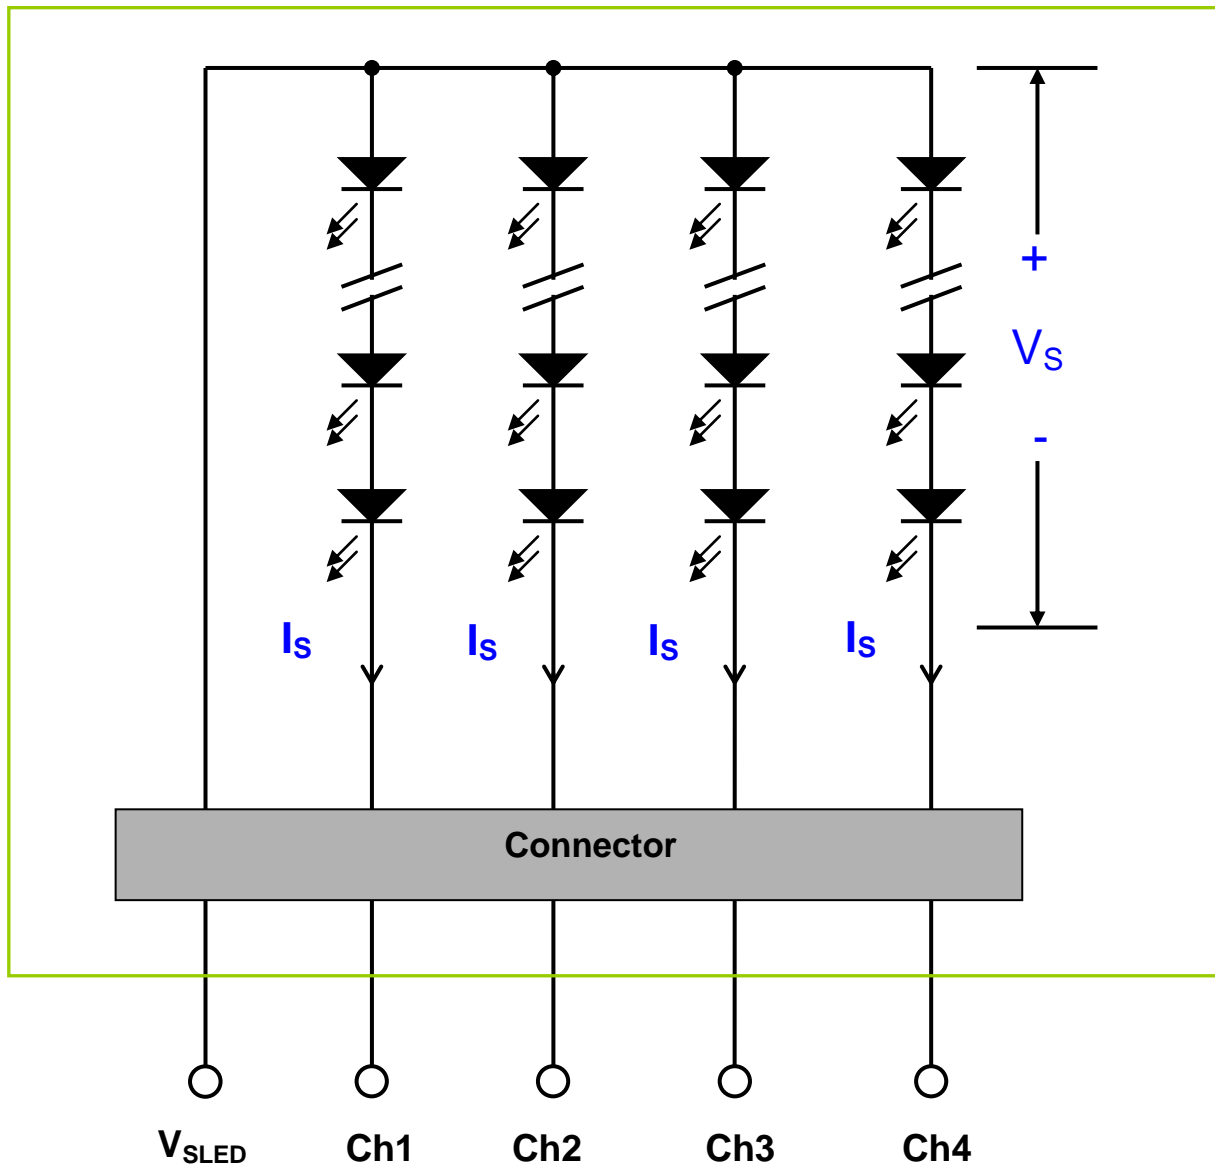 +
VS
-
IS IS IS IS
Connector
VSLED Ch1 Ch2 Ch3 Ch4